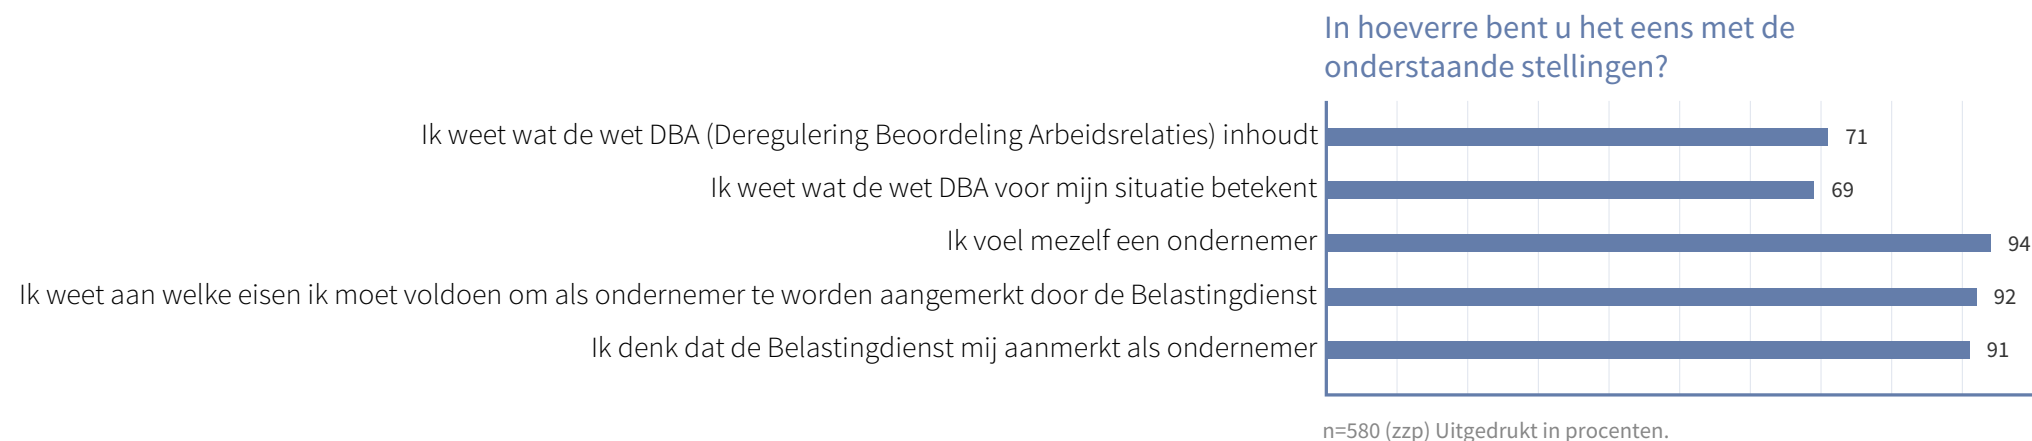 In hoeverre bent u het eens met de
onderstaande stellingen?
Ik weet wat de wet DBA (Deregulering Beoordeling Arbeidsrelaties) inhoudt 71
Ik weet wat de wet DBA voor mijn situatie betekent 69
Ik voel mezelf een ondernemer 94
Ik weet aan welke eisen ik moet voldoen om als ondernemer te worden aangemerkt door de Belastingdienst 92
Ik denk dat de Belastingdienst mij aanmerkt als ondernemer 91
n=580 (zzp) Uitgedrukt in procenten.